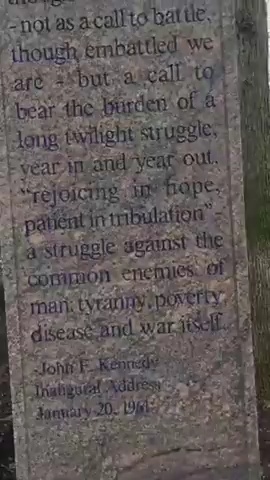 - not as a call to battle,
though embattled we
are - but a call to
bear the burden of a
long twilight struggle,
year in and year out,
"rejoicing in hope,
patient in tribulation" -
a struggle against the
common enemies of
man: tyranny, poverty,
disease and war itself.
-John F. Kennedy
Inaugural Address
January 20, 1961